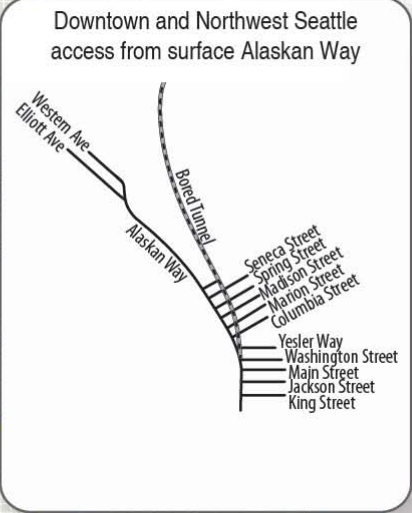 Downtown and Northwest Seattle
access from surface Alaskan Way
Western Ave
Elliott Ave
Bored Tunnel
Alaskan Way
Seneca Street
Spring Street
Madison Street
Marion Street
Columbia Street
Yesler Way
Washington Street
Main Street
Jackson Street
King Street